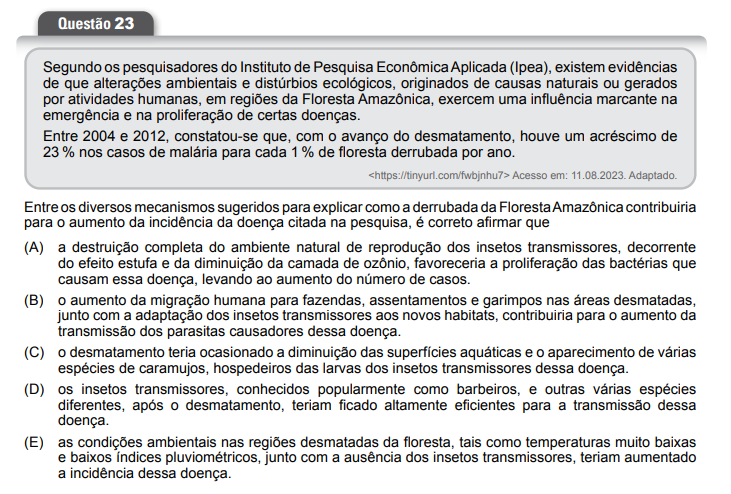 Questão 23
Segundo os pesquisadores do Instituto de Pesquisa Econômica Aplicada (Ipea), existem evidências
de que alterações ambientais e distúrbios ecológicos, originados de causas naturais ou gerados
por atividades humanas, em regiões da Floresta Amazônica, exercem uma influência marcante na
emergência e na proliferação de certas doenças.
Entre 2004 e 2012, constatou-se que, com o avanço do desmatamento, houve um acréscimo de
23 % nos casos de malária para cada 1 % de floresta derrubada por ano.
<https://tinyurl.com/fwbjnhu7> Acesso em: 11.08.2023. Adaptado.
Entre os diversos mecanismos sugeridos para explicar como a derrubada da Floresta Amazônica contribuiria
para o aumento da incidência da doença citada na pesquisa, é correto afirmar que
(A) a destruição completa do ambiente natural de reprodução dos insetos transmissores, decorrente
do efeito estufa e da diminuição da camada de ozônio, favoreceria a proliferação das bactérias que
causam essa doença, levando ao aumento do número de casos.
(B) o aumento da migração humana para fazendas, assentamentos e garimpos nas áreas desmatadas,
junto com a adaptação dos insetos transmissores aos novos habitats, contribuiria para o aumento da
transmissão dos parasitas causadores dessa doença.
(C) o desmatamento teria ocasionado a diminuição das superfícies aquáticas e o aparecimento de várias
espécies de caramujos, hospedeiros das larvas dos insetos transmissores dessa doença.
(D) os insetos transmissores, conhecidos popularmente como barbeiros, e outras várias espécies
diferentes, após o desmatamento, teriam ficado altamente eficientes para a transmissão dessa
doença.
(E) as condições ambientais nas regiões desmatadas da floresta, tais como temperaturas muito baixas
e baixos índices pluviométricos, junto com a ausência dos insetos transmissores, teriam aumentado
a incidência dessa doença.